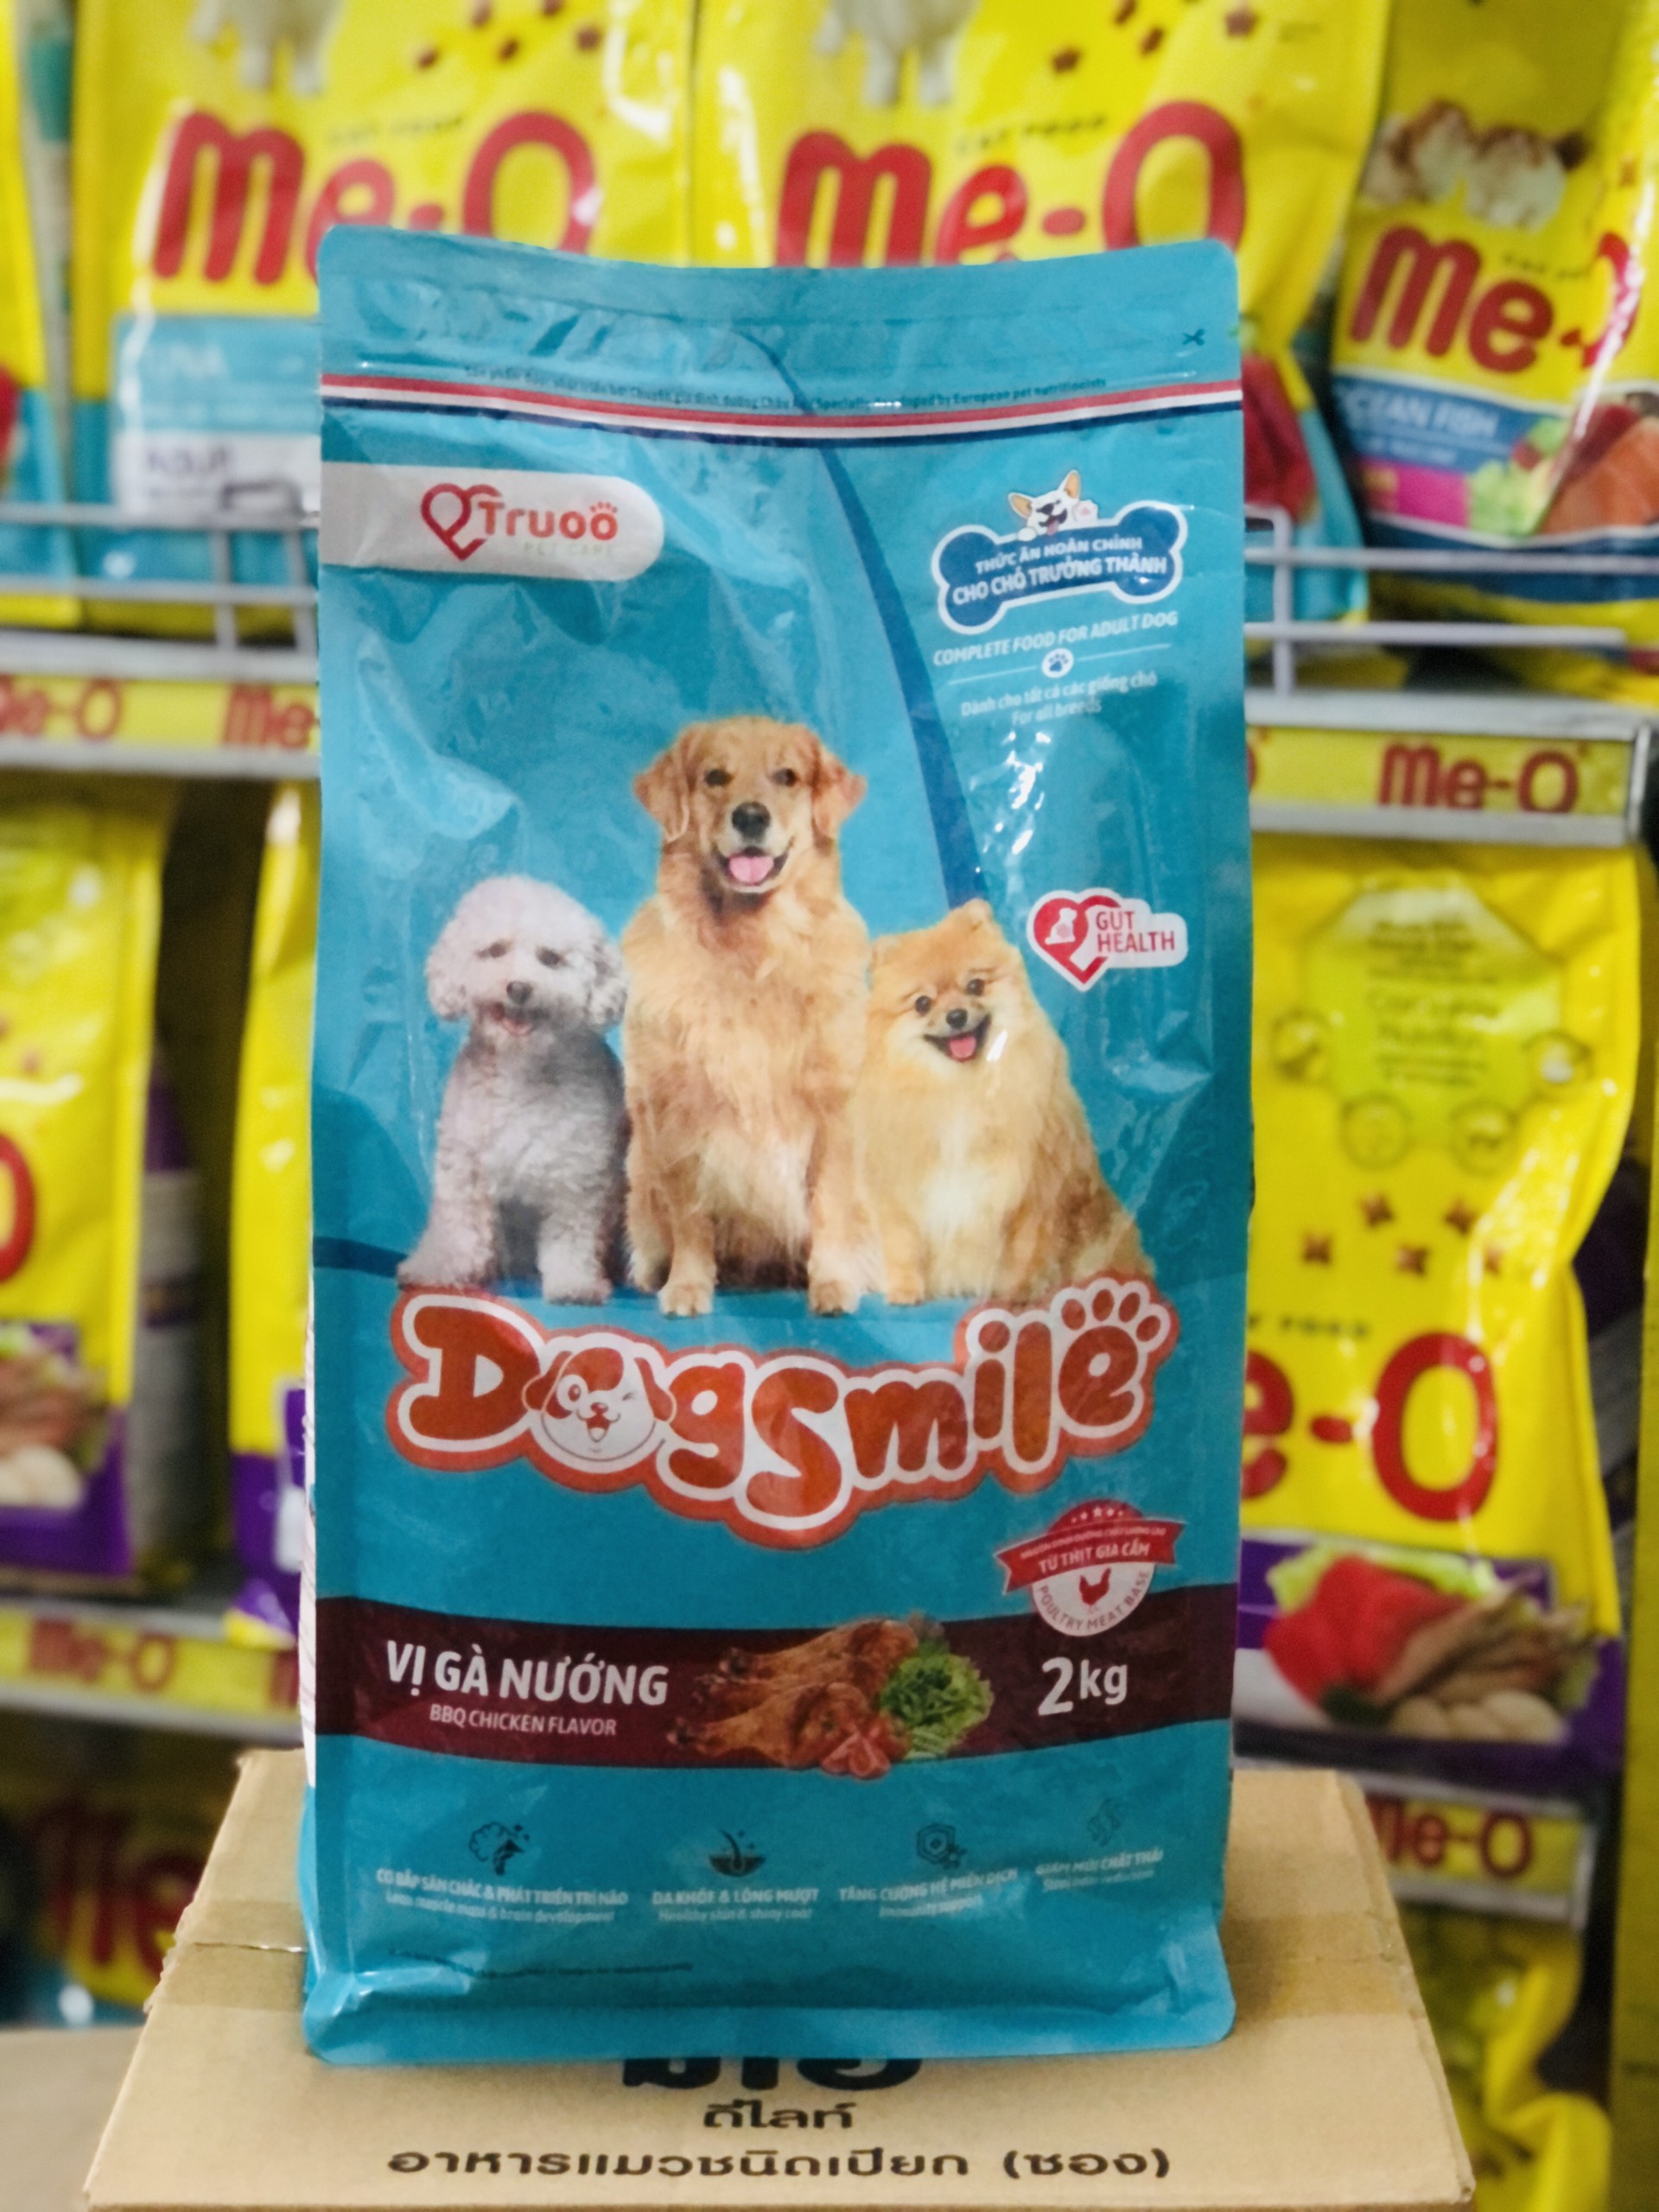 me-O
me-O
me-O
TUNA
OCEAN FISH
Me-O
Truoo
PET CARE
THỨC ĂN HOÀN CHỈNH
CHO CHÓ TRƯỞNG THÀNH
COMPLETE FOOD FOR ADULT DOG
Dành cho tất cả các giống chó
For all breeds
GUT
HEALTH
Dogsmile
TỪ THỊT GIA CẦM
POULTRY MEAT BASE
VỊ GÀ NƯỚNG
BBQ CHICKEN FLAVOR
2kg
CƠ BẮP SĂN CHẮC & PHÁT TRIỂN TRÍ NÃO
Lean muscle mass & brain development
DA KHỎE & LÔNG MƯỢT
Healthy skin & shiny coat
TĂNG CƯỜNG HỆ MIỄN DỊCH
Immunity support
GIẢM MÙI CHẤT THẢI
ดีไลท์
อาหารแมวชนิดเปียก (ซอง)